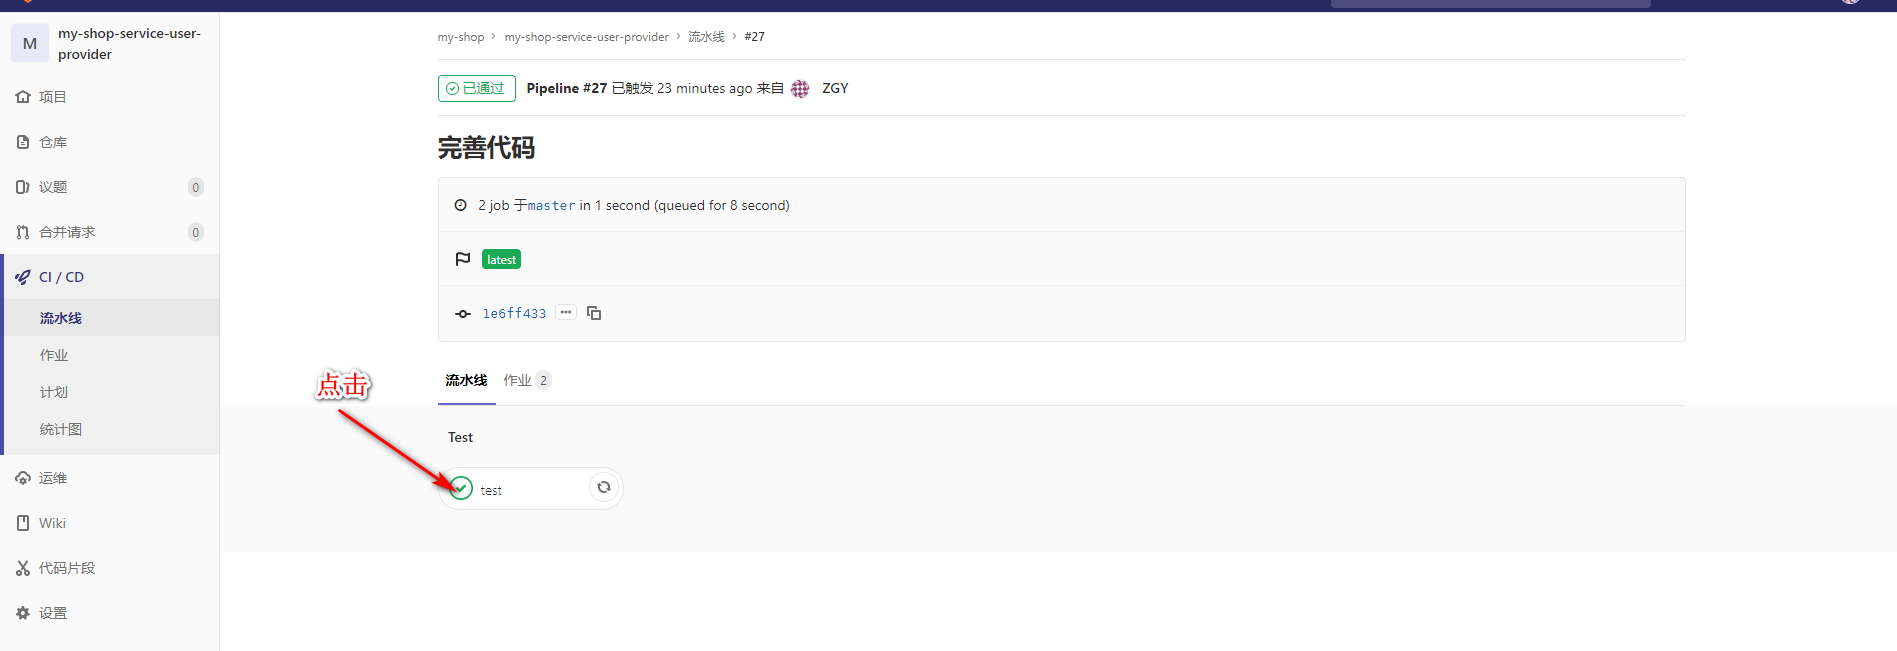 M
my-shop-service-user-
provider
项目
仓库
议题 0
合并请求 0
CI / CD
流水线
作业
计划
统计图
运维
Wiki
代码片段
设置
my-shop › my-shop-service-user-provider › 流水线 › #27
已通过 Pipeline #27 已触发 23 minutes ago 来自 ZGY
完善代码
2 job 于master in 1 second (queued for 8 second)
latest
1e6ff433 •••
流水线 作业 2
点击
Test
test